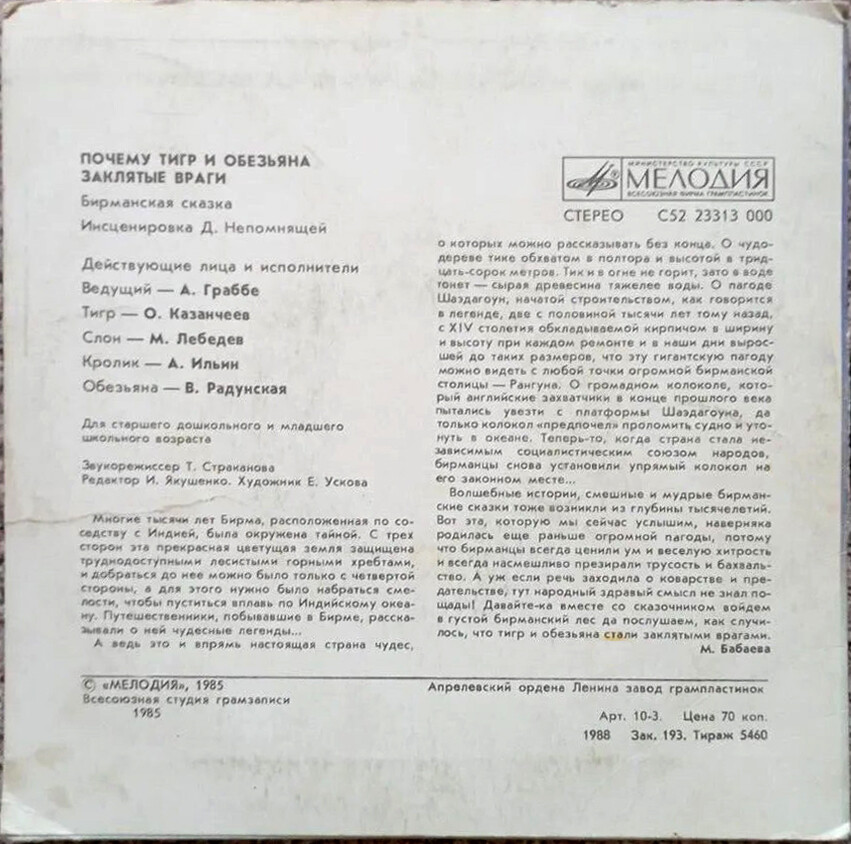 ПОЧЕМУ ТИГР И ОБЕЗЬЯНА
ЗАКЛЯТЫЕ ВРАГИ
Бирманская сказка
Инсценировка Д. Непомнящей
Действующие лица и исполнители
Ведущий — А. Граббе
Тигр — О. Казанчеев
Слон — М. Лебедев
Кролик — А. Ильин
Обезьяна — В. Радунская
Для старшего дошкольного и младшего
школьного возраста
Звукорежиссер Т. Страканова
Редактор И. Якушенко. Художник Е. Ускова
Многие тысячи лет Бирма, расположенная по со-
седству с Индией, была окружена тайной. С трех
сторон эта прекрасная цветущая земля защищена
труднодоступными лесистыми горными хребтами,
и добраться до нее можно было только с четвертой
стороны, а для этого нужно было набраться сме-
лости, чтобы пуститься вплавь по Индийскому океа-
ну. Путешественники, побывавшие в Бирме, расска-
зывали о ней чудесные легенды...
А ведь это и впрямь настоящая страна чудес,
МИНИСТЕРСТВО КУЛЬТУРЫ СССР
МЕЛОДИЯ
ВСЕСОЮЗНАЯ ФИРМА ГРАМПЛАСТИНОК
СТЕРЕО С52 23313 000
о которых можно рассказывать без конца. О чудо-
дереве тике обхватом в полтора и высотой в трид-
цать-сорок метров. Тик и в огне не горит, зато в воде
тонет — сырая древесина тяжелее воды. О пагоде
Шаэдагоун, начатой строительством, как говорится
в легенде, две с половиной тысячи лет тому назад,
с XIV столетия обкладываемой кирпичом в ширину
и высоту при каждом ремонте и в наши дни вырос-
шей до таких размеров, что эту гигантскую пагоду
можно видеть с любой точки огромной бирманской
столицы — Рангуна. О громадном колоколе, кото-
рый английские захватчики в конце прошлого века
пытались увезти с платформы Шаэдагоуна, да
только колокол «предпочел» проломить судно и уто-
нуть в океане. Теперь-то, когда страна стала не-
зависимым социалистическим союзом народов,
бирманцы снова установили упрямый колокол на
его законном месте...
Волшебные истории, смешные и мудрые бирман-
ские сказки тоже возникли из глубины тысячелетий.
Вот эта, которую мы сейчас услышим, наверняка
родилась еще раньше огромной пагоды, потому
что бирманцы всегда ценили ум и веселую хитрость
и всегда насмешливо презирали трусость и бахваль-
ство. А уж если речь заходила о коварстве и пре-
дательстве, тут народный здравый смысл не знал по-
щады! Давайте-ка вместе со сказочником войдем
в густой бирманский лес да послушаем, как случи-
лось, что тигр и обезьяна стали заклятыми врагами.
М. Бабаева
© «МЕЛОДИЯ», 1985
Всесоюзная студия грамзаписи
1985
Апрелевский ордена Ленина завод грампластинок
Арт. 10-3. Цена 70 коп.
1988 Зак. 193. Тираж 5460